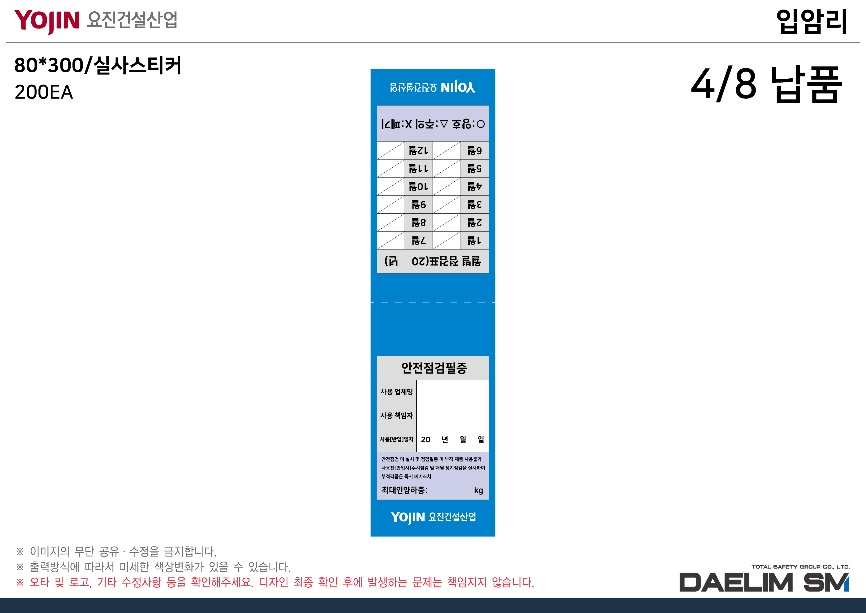 YOJIN 요진건설산업
입암리
80*300/실사스티커
200EA
4/8 납품
YOJIN 요진건설산업
○:양호 △:주의 X:폐기
6월 12월
5월 11월
4월 10월
3월 9월
2월 8월
1월 7월
월별 점검표(20 년)
안전점검필증
사용 업체명
사용 책임자
사용(반입)일자 20 년 월 일
최대인양하중: kg
YOJIN 요진건설산업
※ 이미지의 무단 공유·수정을 금지합니다.
※ 출력방식에 따라서 미세한 색상변화가 있을 수 있습니다.
※ 오타 및 로고, 기타 수정사항 등을 확인해주세요. 디자인 최종 확인 후에 발생하는 문제는 책임지지 않습니다.
TOTAL SAFETY GROUP CO., LTD.
DAELIM SM